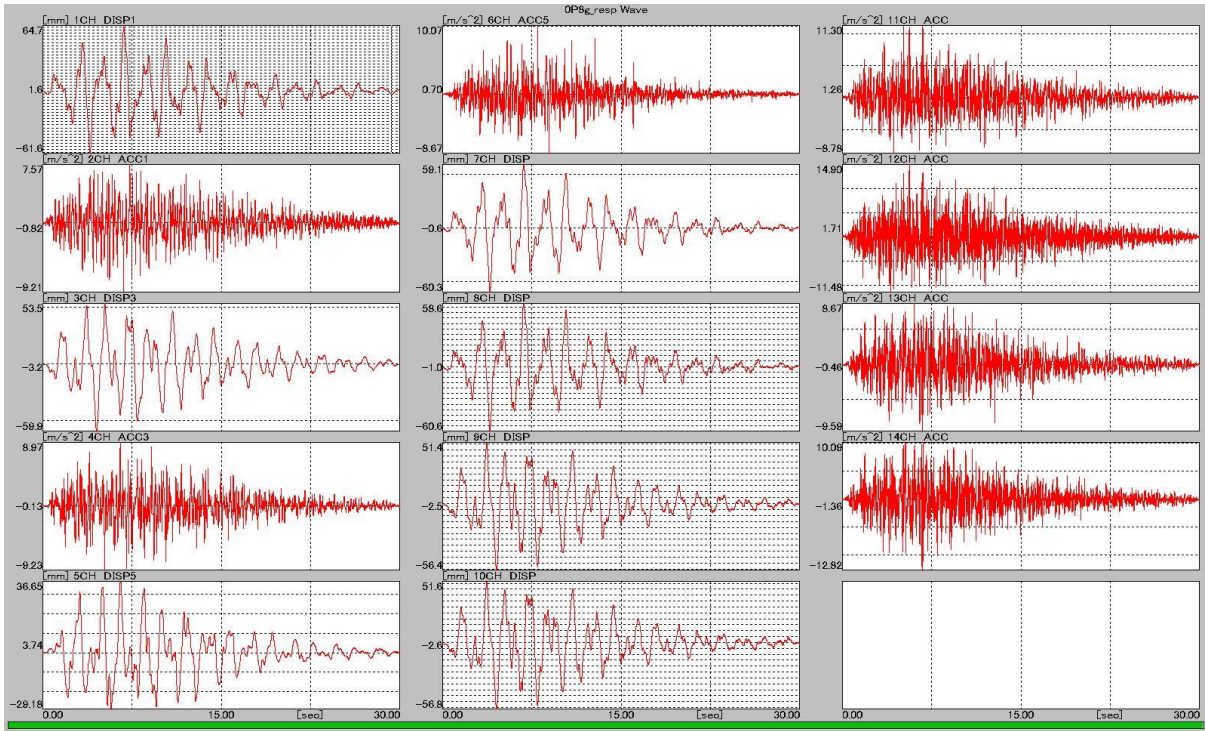 0P8g_resp Wave
[mm] 1CH DISP1
64.7
1.6
-61.6
[m/s^2] 2CH ACC1
7.57
-0.82
-9.21
[mm] 3CH DISP3
53.5
-3.2
-59.9
[m/s^2] 4CH ACC3
8.97
-0.13
-9.23
[mm] 5CH DISP5
36.65
3.74
-29.18
0.00 15.00 [sec] 30.00
[m/s^2] 6CH ACC5
10.07
0.70
-8.67
[mm] 7CH DISP
59.1
-0.6
-60.3
[mm] 8CH DISP
58.6
-1.0
-60.6
[mm] 9CH DISP
51.4
-2.5
-56.4
[mm] 10CH DISP
51.6
-2.6
-56.8
0.00 15.00 [sec] 30.00
[m/s^2] 11CH ACC
11.30
1.26
-8.78
[m/s^2] 12CH ACC
14.90
1.71
-11.48
[m/s^2] 13CH ACC
8.67
-0.46
-9.59
[m/s^2] 14CH ACC
10.09
-1.36
-12.82
0.00 15.00 [sec] 30.00